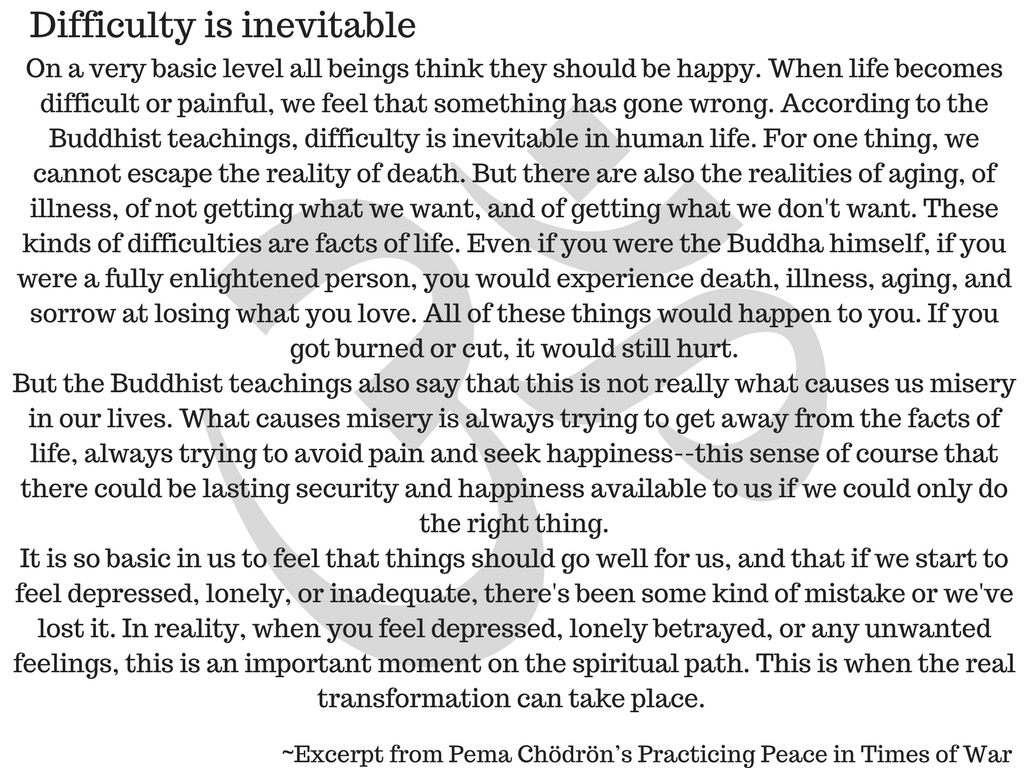 Difficulty is inevitable
On a very basic level all beings think they should be happy. When life becomes
difficult or painful, we feel that something has gone wrong. According to the
Buddhist teachings, difficulty is inevitable in human life. For one thing, we
cannot escape the reality of death. But there are also the realities of aging, of
illness, of not getting what we want, and of getting what we don't want. These
kinds of difficulties are facts of life. Even if you were the Buddha himself, if you
were a fully enlightened person, you would experience death, illness, aging, and
sorrow at losing what you love. All of these things would happen to you. If you
got burned or cut, it would still hurt.
But the Buddhist teachings also say that this is not really what causes us misery
in our lives. What causes misery is always trying to get away from the facts of
life, always trying to avoid pain and seek happiness--this sense of course that
there could be lasting security and happiness available to us if we could only do
the right thing.
It is so basic in us to feel that things should go well for us, and that if we start to
feel depressed, lonely, or inadequate, there's been some kind of mistake or we've
lost it. In reality, when you feel depressed, lonely betrayed, or any unwanted
feelings, this is an important moment on the spiritual path. This is when the real
transformation can take place.
~Excerpt from Pema Chödrön’s Practicing Peace in Times of War